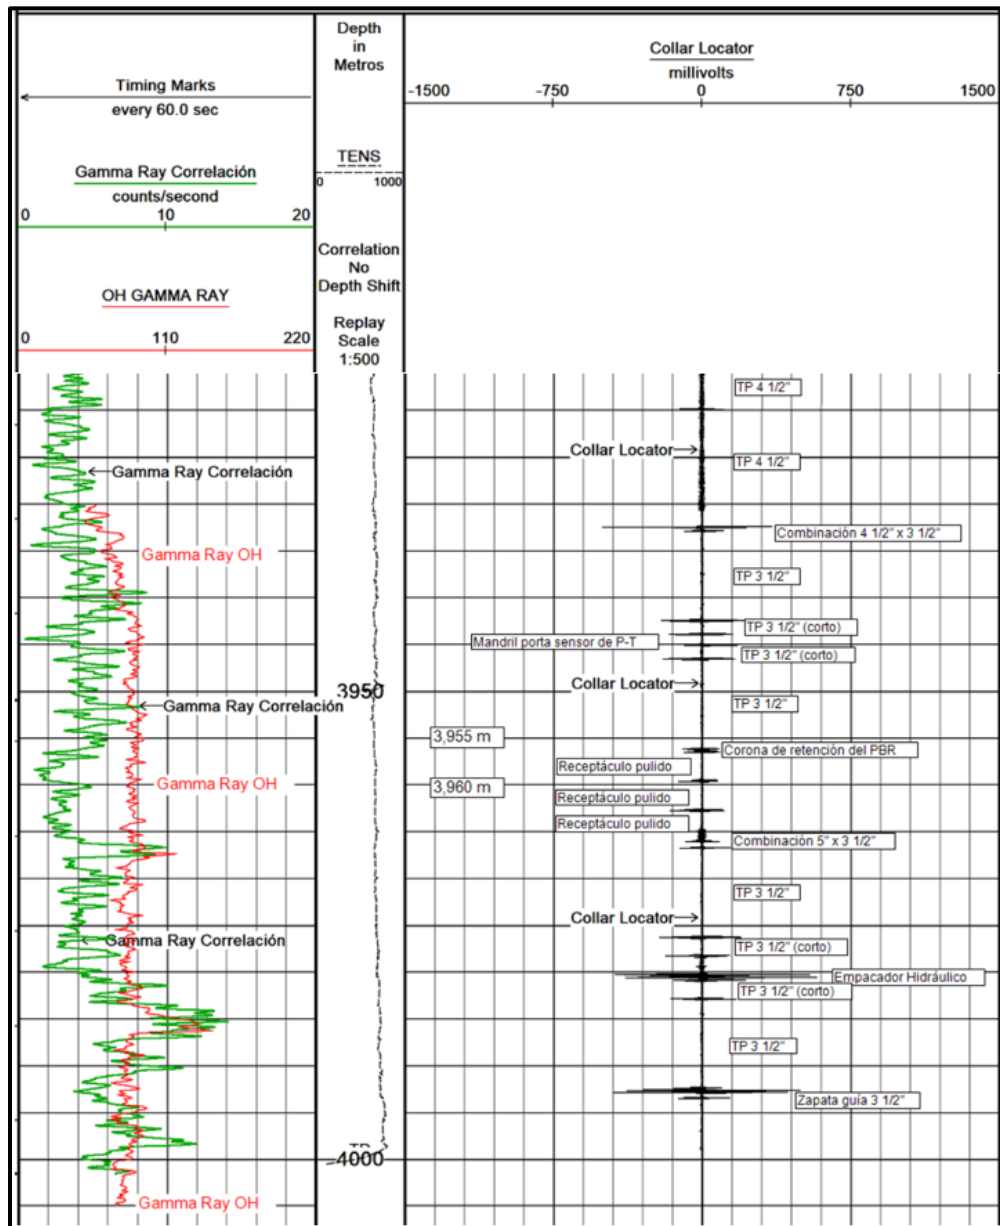 Timing Marks
every 60.0 sec
Gamma Ray Correlación
counts/second
0 10 20
OH GAMMA RAY
0 110 220
Depth
in
Metros
TENS
0 1000
Correlation
No
Depth Shift
Replay
Scale
1:500
Collar Locator
millivolts
-1500 -750 0 750 1500
TP 4 1/2"
Collar Locator
TP 4 1/2"
Gamma Ray Correlación
Combinación 4 1/2" x 3 1/2"
Gamma Ray OH
TP 3 1/2"
TP 3 1/2" (corto)
Mandril porta sensor de P-T
TP 3 1/2" (corto)
Collar Locator
3950
TP 3 1/2"
Gamma Ray Correlación
3,955 m
Corona de retención del PBR
Receptáculo pulido
Gamma Ray OH
3,960 m
Receptáculo pulido
Receptáculo pulido
Combinación 5" x 3 1/2"
TP 3 1/2"
Collar Locator
Gamma Ray Correlación
TP 3 1/2" (corto)
Empacador Hidráulico
TP 3 1/2" (corto)
TP 3 1/2"
Zapata guía 3 1/2"
4000
Gamma Ray OH